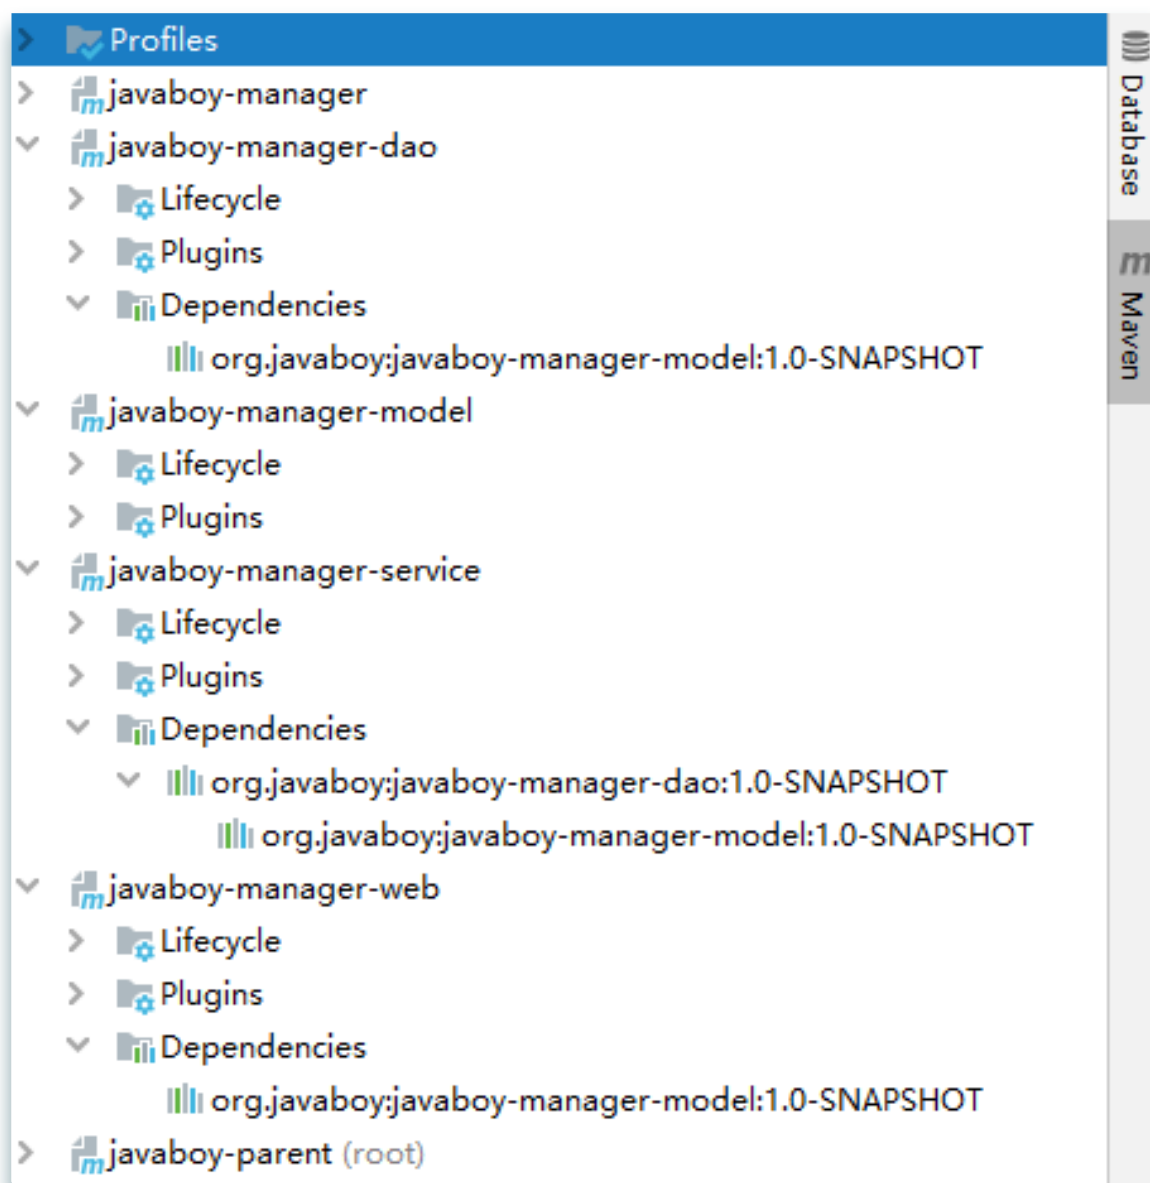 Profiles
javaboy-manager
javaboy-manager-dao
Lifecycle
Plugins
Dependencies
org.javaboy:javaboy-manager-model:1.0-SNAPSHOT
javaboy-manager-model
Lifecycle
Plugins
javaboy-manager-service
Lifecycle
Plugins
Dependencies
org.javaboy:javaboy-manager-dao:1.0-SNAPSHOT
org.javaboy:javaboy-manager-model:1.0-SNAPSHOT
javaboy-manager-web
Lifecycle
Plugins
Dependencies
org.javaboy:javaboy-manager-model:1.0-SNAPSHOT
javaboy-parent (root)
Database
Maven